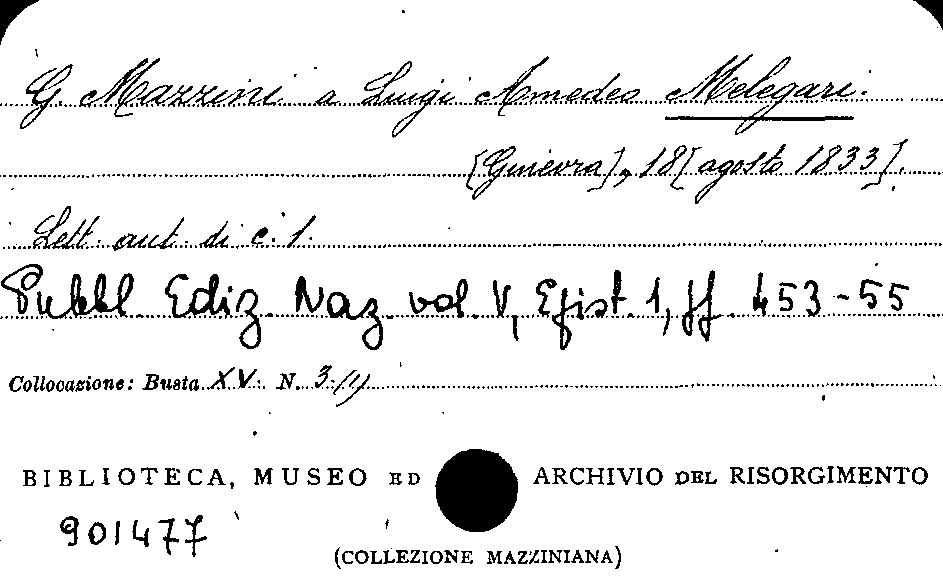 G. Mazzini a Luigi Amedeo Melegari.
[Ginevra], 18 [agosto 1833].
Lett. aut. di c. 1.
Pubbl. Ediz. Naz. vol. V, Epist. 1, ff. 453-55
Collocazione: Busta XV. N. 3/(1)
BIBLIOTECA, MUSEO ED ARCHIVIO DEL RISORGIMENTO
901477
(COLLEZIONE MAZZINIANA)